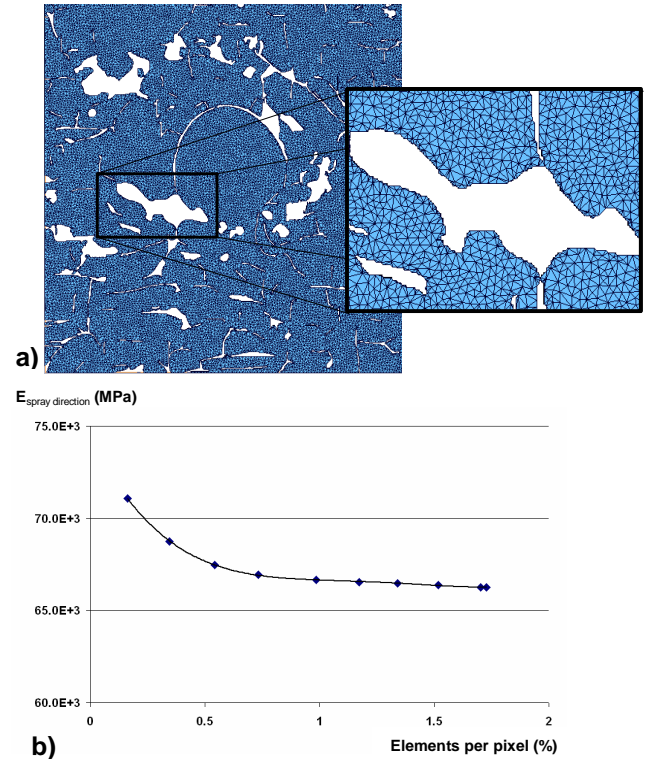 a)
E spray direction (MPa)
75.0E+3
70.0E+3
65.0E+3
60.0E+3
0 0.5 1 1.5 2
b) Elements per pixel (%)